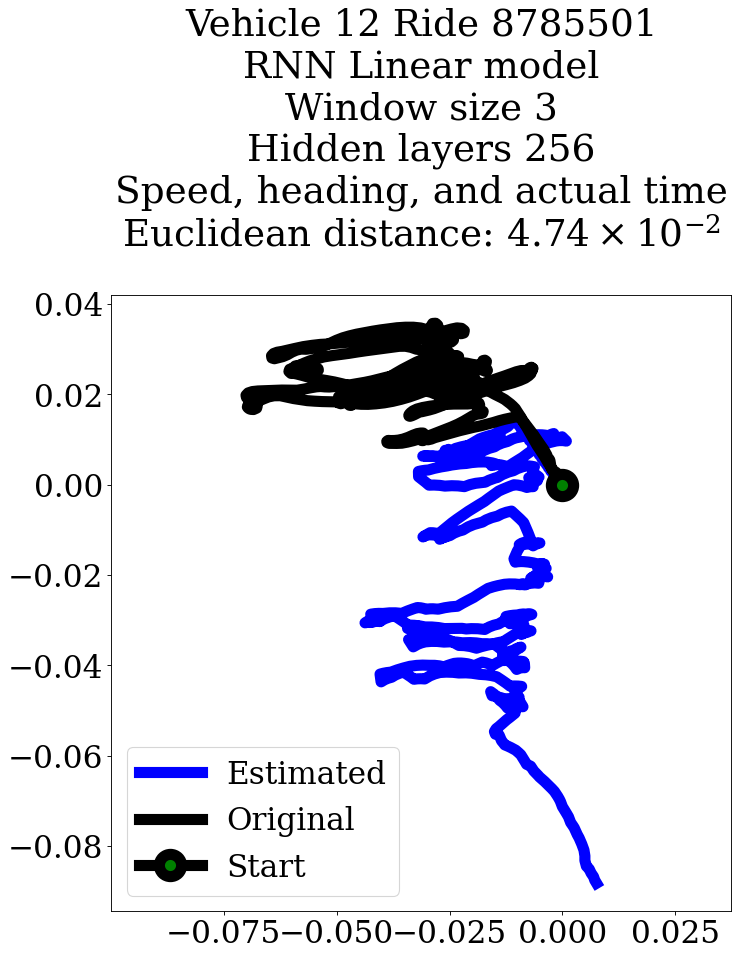 Vehicle 12 Ride 8785501
RNN Linear model
Window size 3
Hidden layers 256
Speed, heading, and actual time
Euclidean distance: 4.74 × 10⁻²
0.04
0.02
0.00
−0.02
−0.04
−0.06
−0.08
Estimated
Original
Start
−0.075 −0.050 −0.025 0.000 0.025